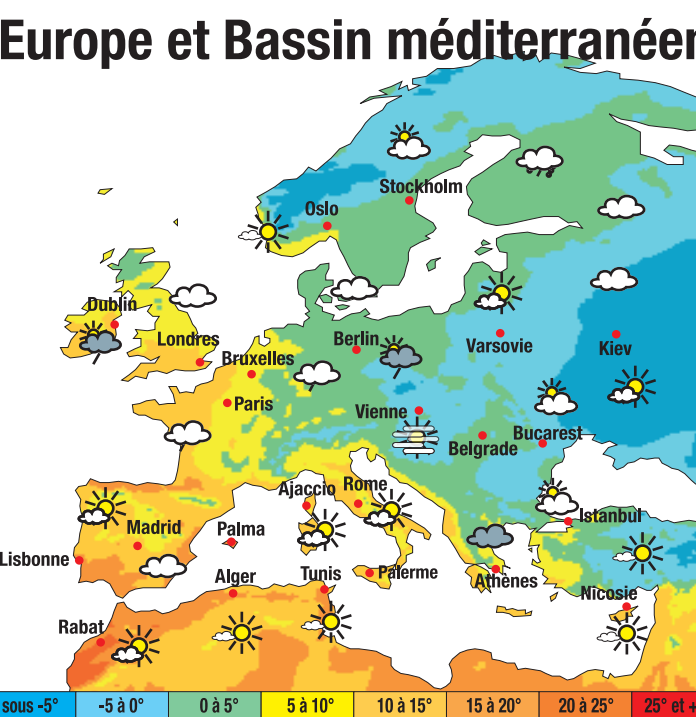 Europe et Bassin méditerranéen
Stockholm
Oslo
Dublin
Londres
Berlin
Varsovie
Kiev
Bruxelles
Paris
Vienne
Bucarest
Belgrade
Ajaccio
Rome
Istanbul
Madrid
Palma
Lisbonne
Alger
Tunis
Palerme
Athènes
Nicosie
Rabat
sous -5° -5 à 0° 0 à 5° 5 à 10° 10 à 15° 15 à 20° 20 à 25° 25° et +